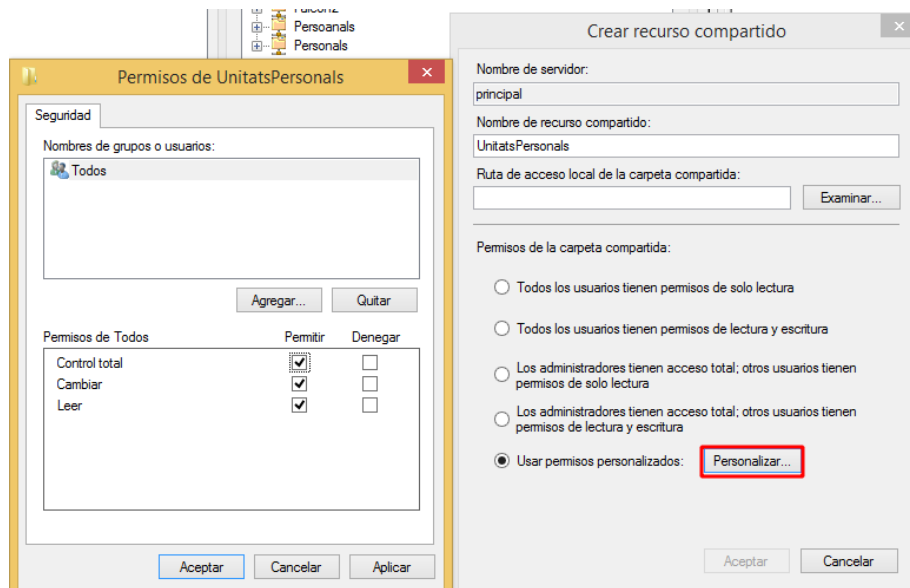 Persoanals
Personals
Permisos de UnitatsPersonals
Seguridad
Nombres de grupos o usuarios:
Todos
Agregar...
Quitar
Permisos de Todos
Permitir
Denegar
Control total
Cambiar
Leer
Aceptar
Cancelar
Aplicar
Crear recurso compartido
Nombre de servidor:
principal
Nombre de recurso compartido:
UnitatsPersonals
Ruta de acceso local de la carpeta compartida:
Examinar...
Permisos de la carpeta compartida:
Todos los usuarios tienen permisos de solo lectura
Todos los usuarios tienen permisos de lectura y escritura
Los administradores tienen acceso total; otros usuarios tienen
permisos de solo lectura
Los administradores tienen acceso total; otros usuarios tienen
permisos de lectura y escritura
Usar permisos personalizados:
Personalizar...
Aceptar
Cancelar